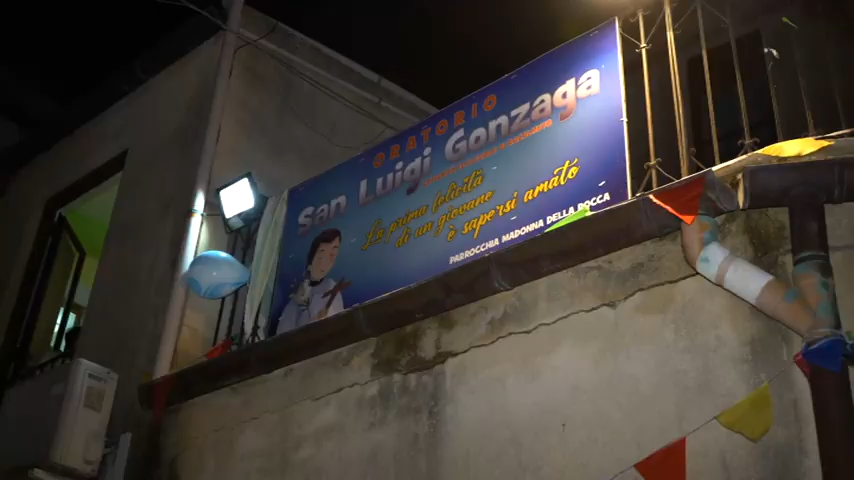 ORATORIO
San Luigi Gonzaga
La prima felicità
di un giovane
è sapersi amato
PARROCCHIA MADONNA DELLA ROCCA